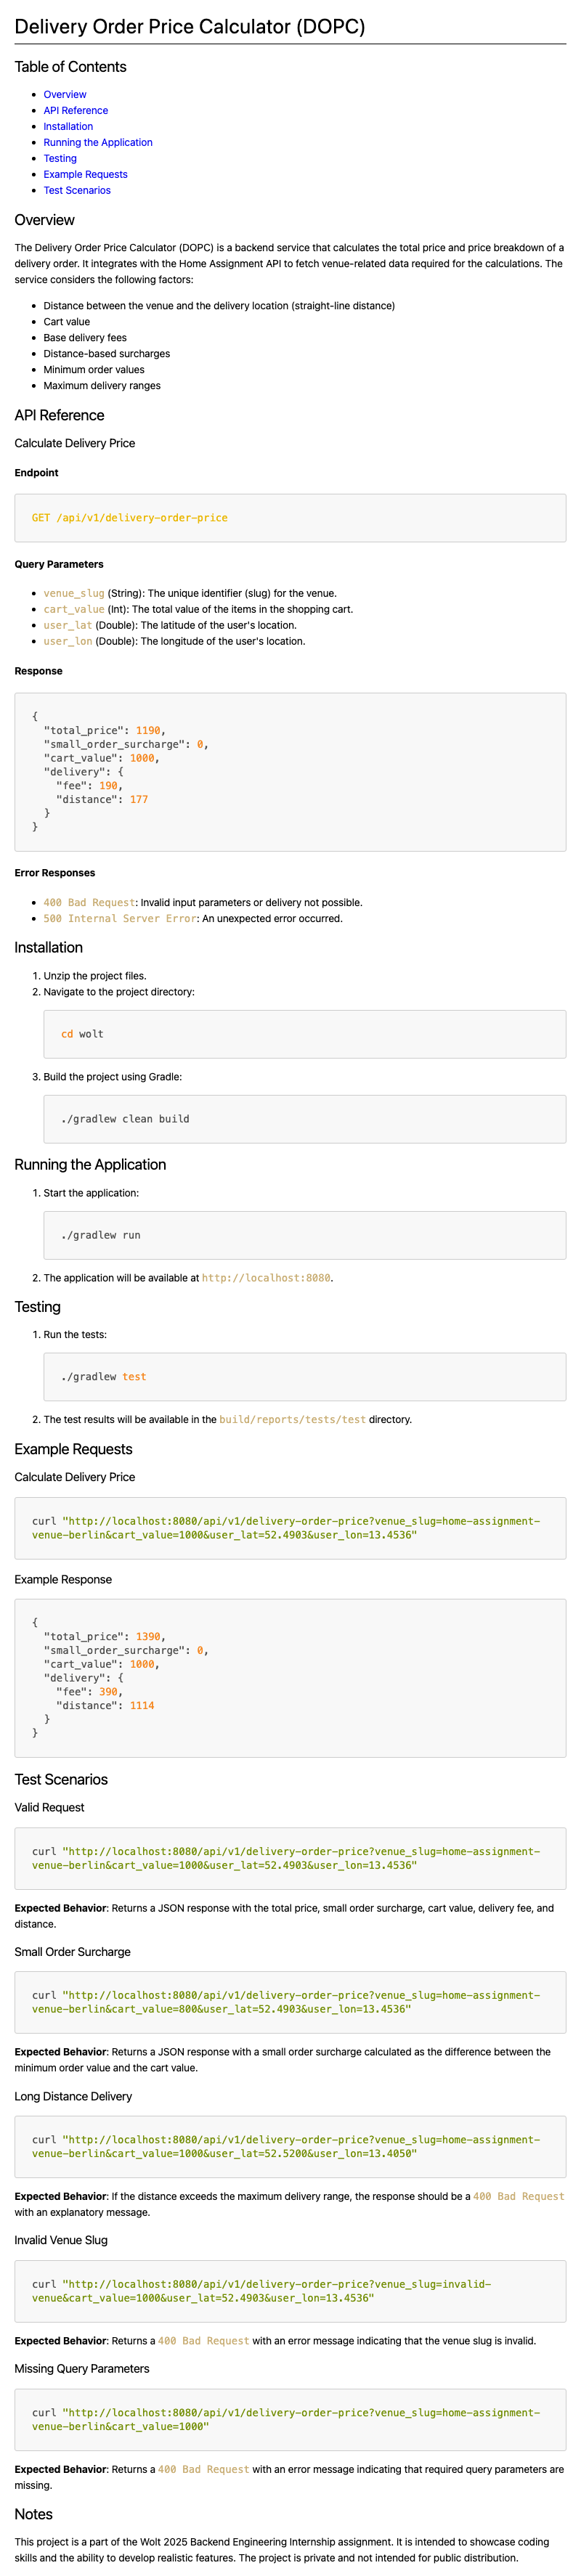 Delivery Order Price Calculator (DOPC)
Table of Contents
Overview
API Reference
Installation
Running the Application
Testing
Example Requests
Test Scenarios
Overview
The Delivery Order Price Calculator (DOPC) is a backend service that calculates the total price and price breakdown of a
delivery order. It integrates with the Home Assignment API to fetch venue-related data required for the calculations. The
service considers the following factors:
Distance between the venue and the delivery location (straight-line distance)
Cart value
Base delivery fees
Distance-based surcharges
Minimum order values
Maximum delivery ranges
API Reference
Calculate Delivery Price
Endpoint
GET /api/v1/delivery-order-price
Query Parameters
venue_slug (String): The unique identifier (slug) for the venue.
cart_value (Int): The total value of the items in the shopping cart.
user_lat (Double): The latitude of the user's location.
user_lon (Double): The longitude of the user's location.
Response
{
"total_price": 1190,
"small_order_surcharge": 0,
"cart_value": 1000,
"delivery": {
"fee": 190,
"distance": 177
}
}
Error Responses
400 Bad Request: Invalid input parameters or delivery not possible.
500 Internal Server Error: An unexpected error occurred.
Installation
1. Unzip the project files.
2. Navigate to the project directory:
cd wolt
3. Build the project using Gradle:
./gradlew clean build
Running the Application
1. Start the application:
./gradlew run
2. The application will be available at http://localhost:8080.
Testing
1. Run the tests:
./gradlew test
2. The test results will be available in the build/reports/tests/test directory.
Example Requests
Calculate Delivery Price
curl "http://localhost:8080/api/v1/delivery-order-price?venue_slug=home-assignment-
venue-berlin&cart_value=1000&user_lat=52.4903&user_lon=13.4536"
Example Response
{
"total_price": 1390,
"small_order_surcharge": 0,
"cart_value": 1000,
"delivery": {
"fee": 390,
"distance": 1114
}
}
Test Scenarios
Valid Request
curl "http://localhost:8080/api/v1/delivery-order-price?venue_slug=home-assignment-
venue-berlin&cart_value=1000&user_lat=52.4903&user_lon=13.4536"
Expected Behavior: Returns a JSON response with the total price, small order surcharge, cart value, delivery fee, and
distance.
Small Order Surcharge
curl "http://localhost:8080/api/v1/delivery-order-price?venue_slug=home-assignment-
venue-berlin&cart_value=800&user_lat=52.4903&user_lon=13.4536"
Expected Behavior: Returns a JSON response with a small order surcharge calculated as the difference between the
minimum order value and the cart value.
Long Distance Delivery
curl "http://localhost:8080/api/v1/delivery-order-price?venue_slug=home-assignment-
venue-berlin&cart_value=1000&user_lat=52.5200&user_lon=13.4050"
Expected Behavior: If the distance exceeds the maximum delivery range, the response should be a 400 Bad Request
with an explanatory message.
Invalid Venue Slug
curl "http://localhost:8080/api/v1/delivery-order-price?venue_slug=invalid-
venue&cart_value=1000&user_lat=52.4903&user_lon=13.4536"
Expected Behavior: Returns a 400 Bad Request with an error message indicating that the venue slug is invalid.
Missing Query Parameters
curl "http://localhost:8080/api/v1/delivery-order-price?venue_slug=home-assignment-
venue-berlin&cart_value=1000"
Expected Behavior: Returns a 400 Bad Request with an error message indicating that required query parameters are
missing.
Notes
This project is a part of the Wolt 2025 Backend Engineering Internship assignment. It is intended to showcase coding
skills and the ability to develop realistic features. The project is private and not intended for public distribution.